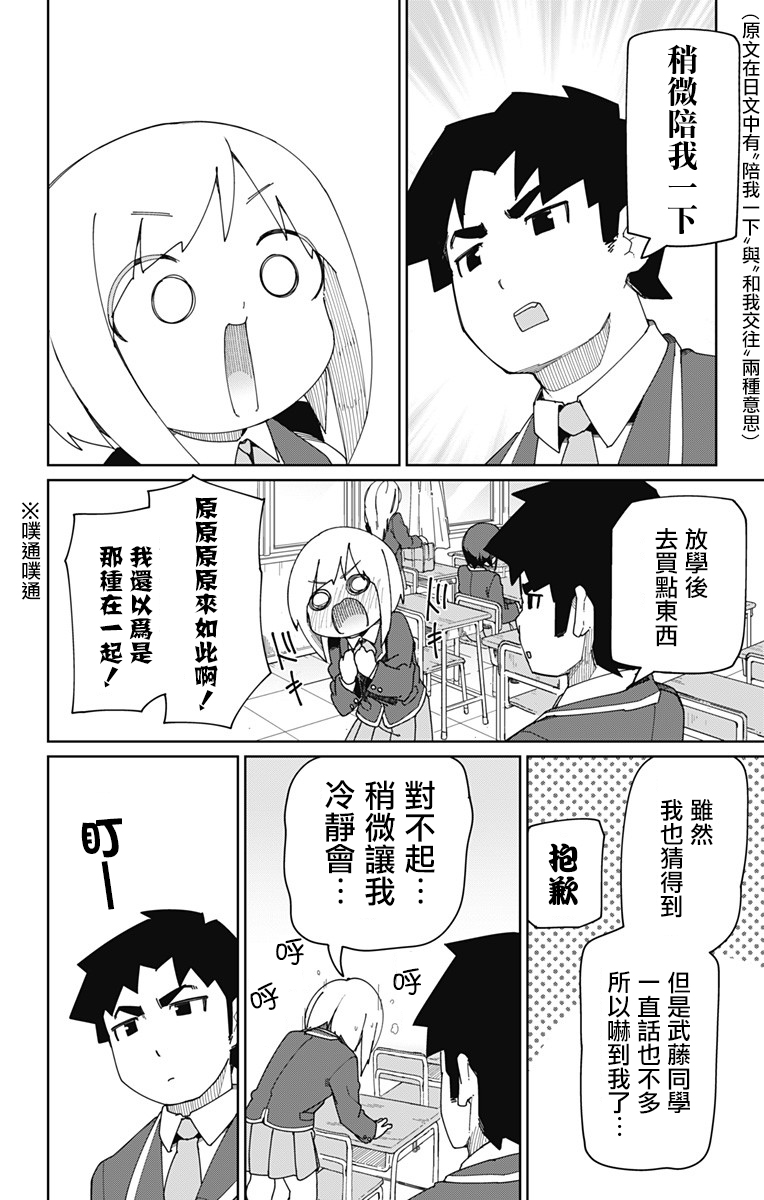 (原文在日文中有〝陪我一下〞與〝和我交往〞兩種意思)
稍微陪我一下
放學後
去買點東西
原原原原來如此啊!
我還以為是
那種在一起!
ドキ
ドキ
※噗通噗通
雖然
我也猜得到
抱歉
但是武藤同學
一直話也不多
所以嚇到我了…
對不起…
稍微讓我
冷靜會…
呼
呼
呼
盯—